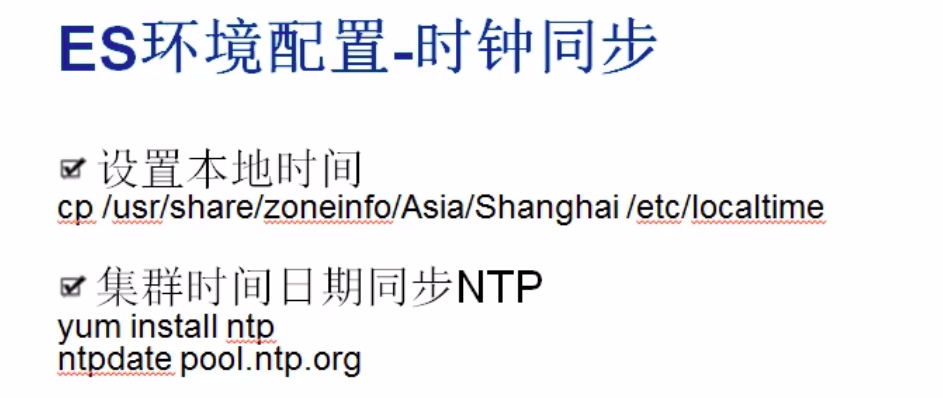 ES环境配置-时钟同步
设置本地时间
cp /usr/share/zoneinfo/Asia/Shanghai /etc/localtime
集群时间日期同步NTP
yum install ntp
ntpdate pool.ntp.org